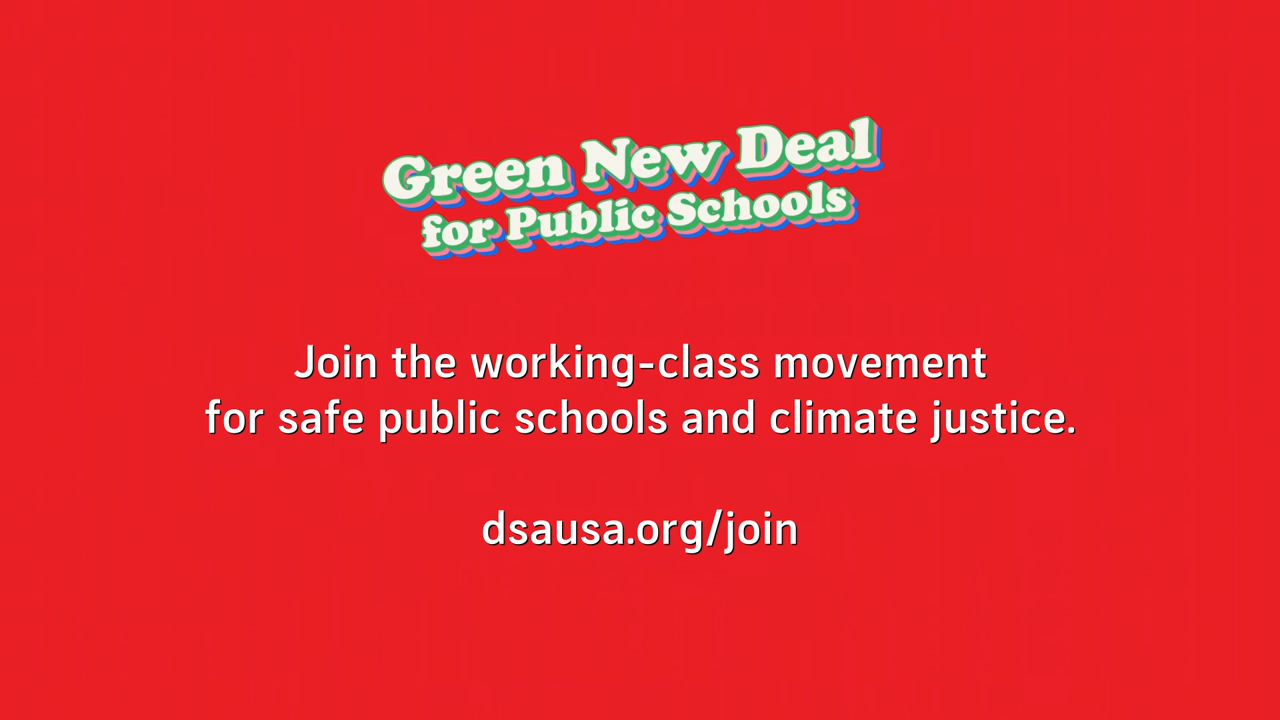 Green New Deal
for Public Schools
Join the working-class movement
for safe public schools and climate justice.
dsausa.org/join